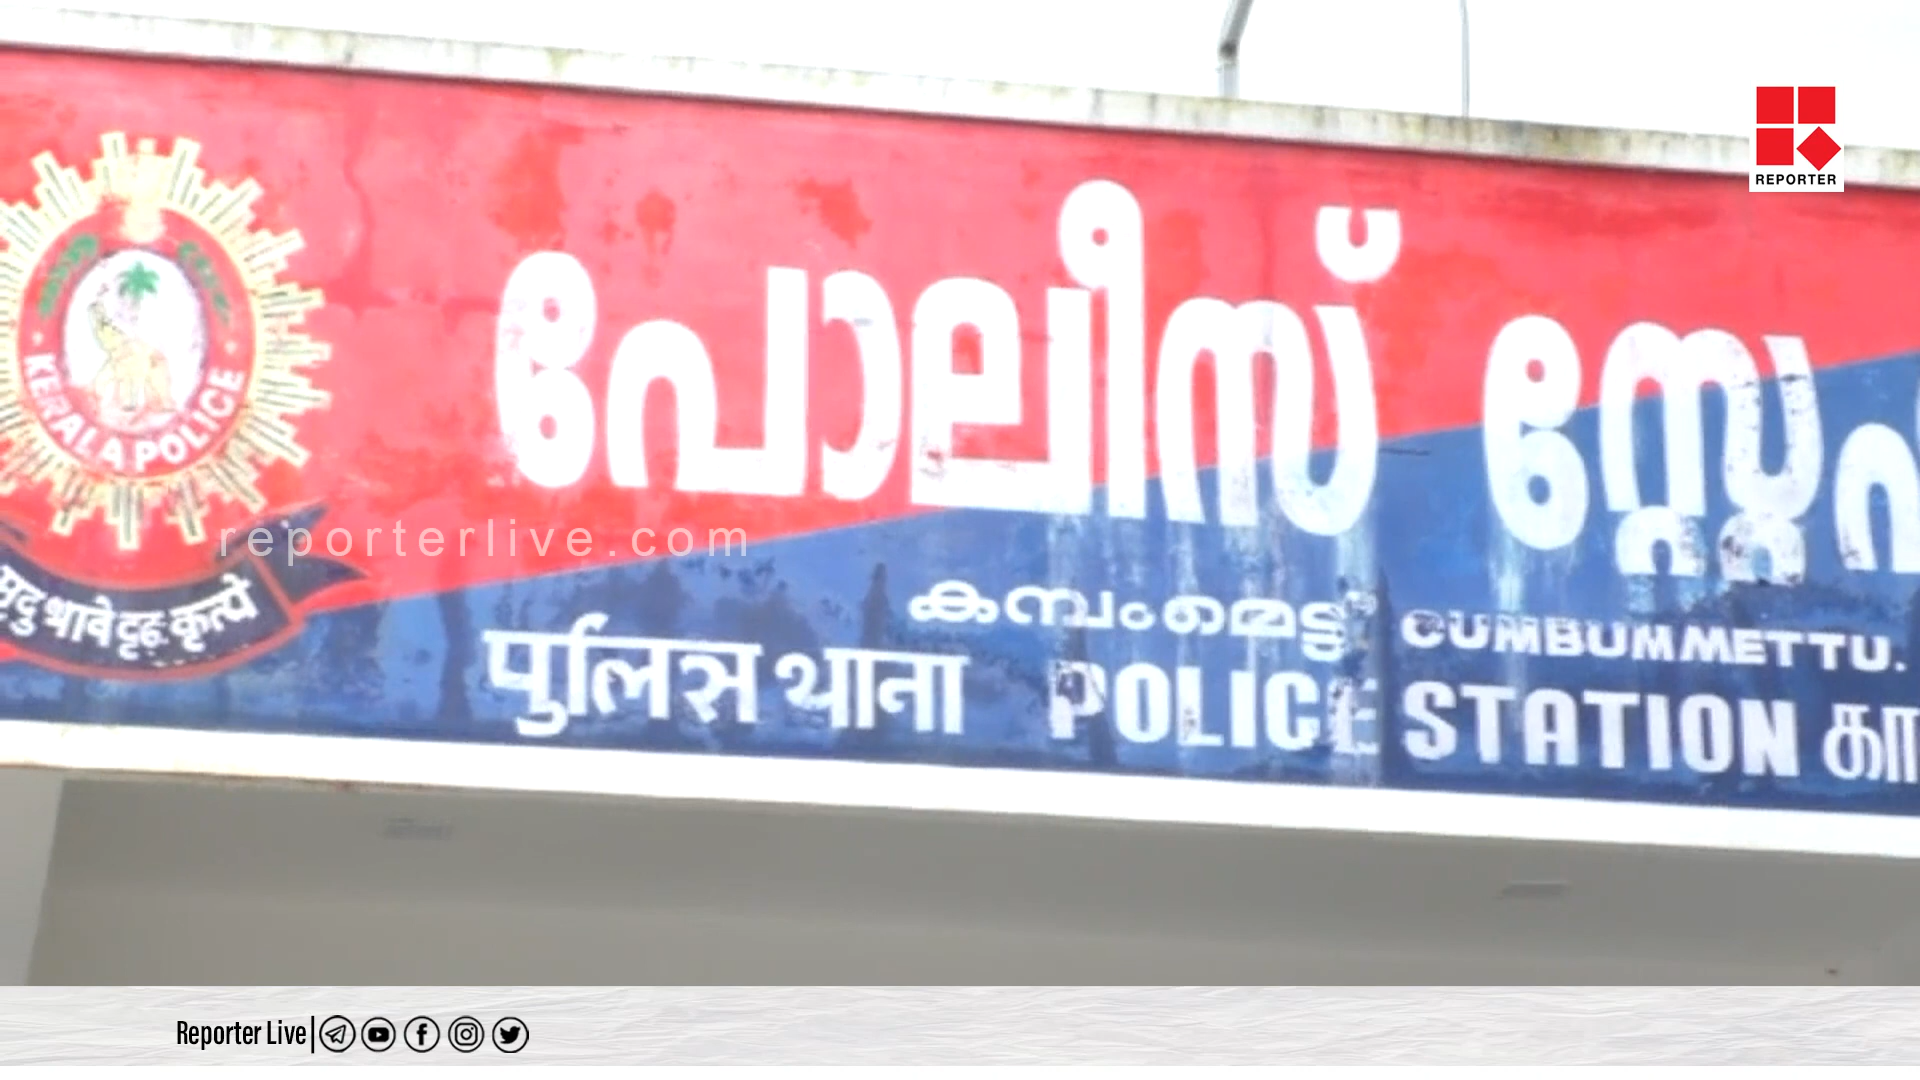 REPORTER
പോലീസ്
KERALA POLICE
reporterlive.com
मृदु भावे दृढ कृत्ये
കമ്പംമെട്ട് CUMBUMMETTU.
पुलिस थाना POLICE STATION
Reporter Live